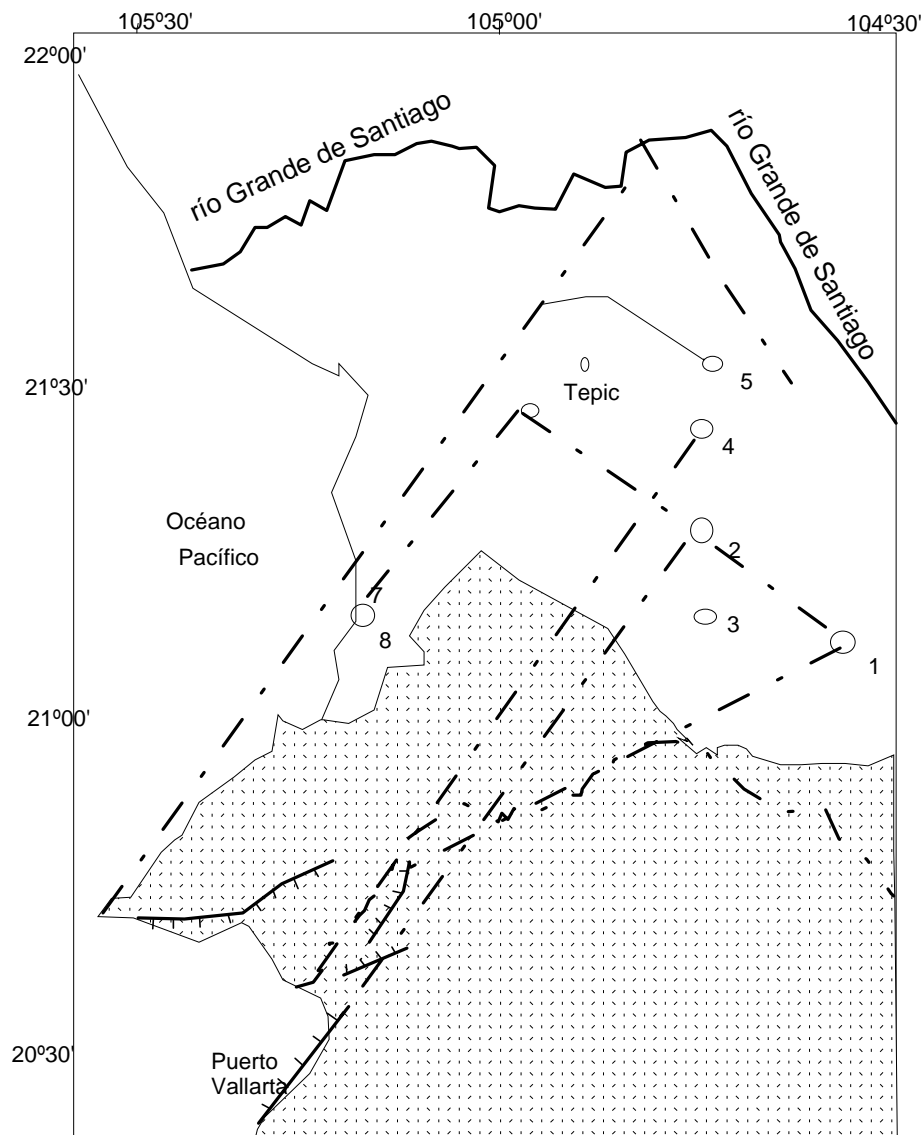 105º30'
105º00'
104º30'
22º00'
río Grande de Santiago
río Grande de Santiago
21º30'
5
Tepic
4
Océano
Pacífico
2
7
3
8
1
21º00'
20º30'
Puerto
Vallarta